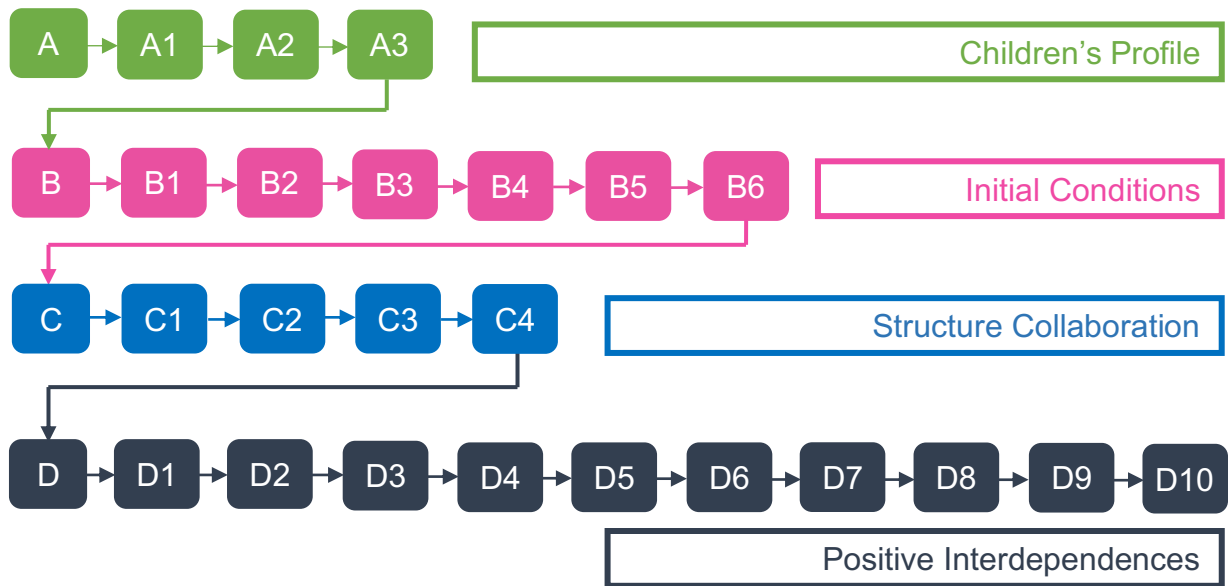 A A1 A2 A3
Children’s Profile
B B1 B2 B3 B4 B5 B6
Initial Conditions
C C1 C2 C3 C4
Structure Collaboration
D D1 D2 D3 D4 D5 D6 D7 D8 D9 D10
Positive Interdependences